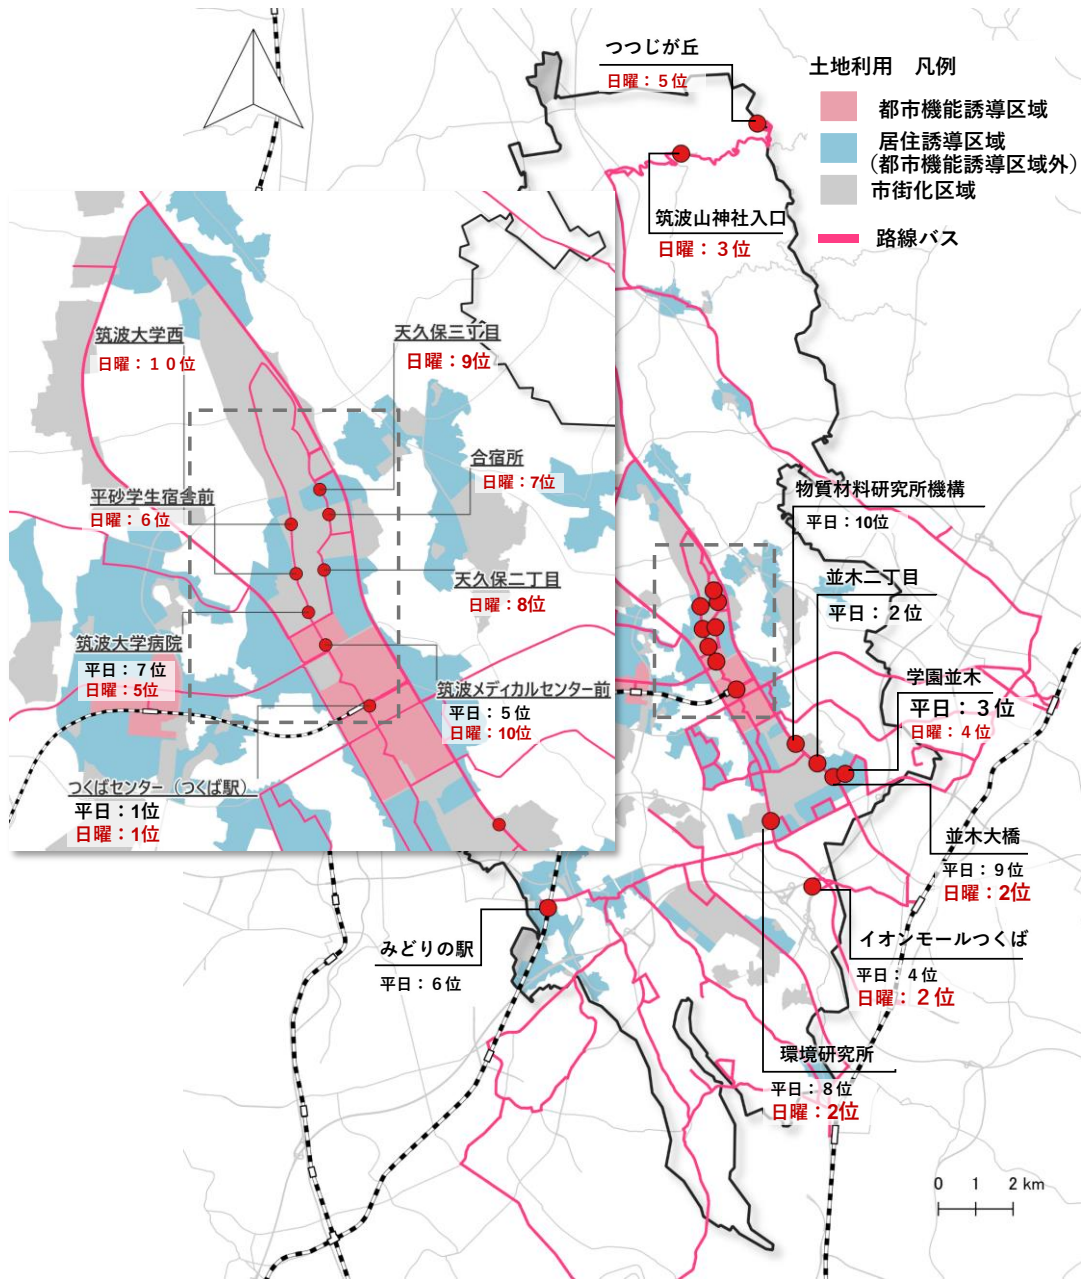 つつじが丘
日曜：５位
土地利用　凡例
都市機能誘導区域
居住誘導区域
（都市機能誘導区域外）
市街化区域
路線バス
筑波山神社入口
日曜：３位
筑波大学西
日曜：１０位
天久保三丁目
日曜：9位
合宿所
日曜：7位
平砂学生宿舎前
日曜：６位
天久保二丁目
日曜：8位
筑波大学病院
平日：７位
日曜：5位
筑波メディカルセンター前
平日：５位
日曜：10位
つくばセンター（つくば駅）
平日：1位
日曜：1位
物質材料研究所機構
平日：10位
並木二丁目
平日：２位
学園並木
平日：３位
日曜：４位
並木大橋
平日：９位
日曜：2位
イオンモールつくば
平日：４位
日曜：２位
みどりの駅
平日：６位
環境研究所
平日：８位
日曜：2位
0 1 2 km